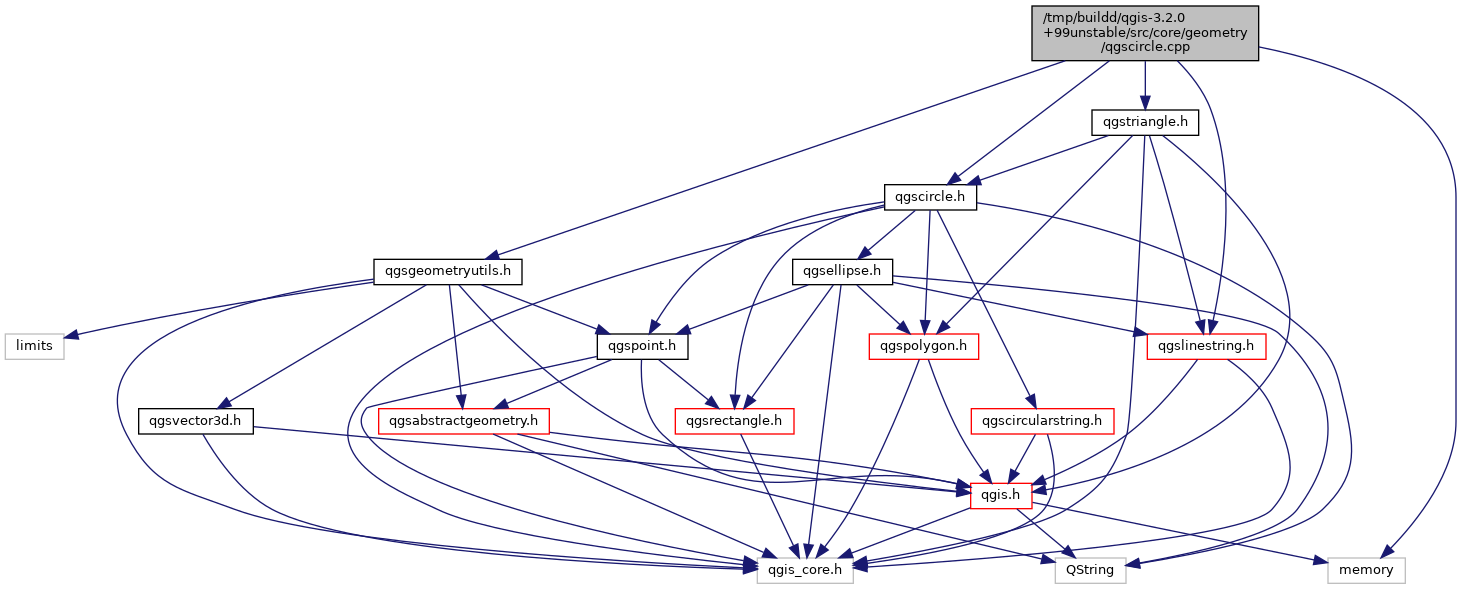 /tmp/buildd/qgis-3.2.0
+99unstable/src/core/geometry
/qgscircle.cpp
qgstriangle.h
qgscircle.h
qgsgeometryutils.h
qgsellipse.h
limits
qgspoint.h
qgspolygon.h
qgslinestring.h
qgsvector3d.h
qgsabstractgeometry.h
qgsrectangle.h
qgscircularstring.h
qgis.h
qgis_core.h
QString
memory